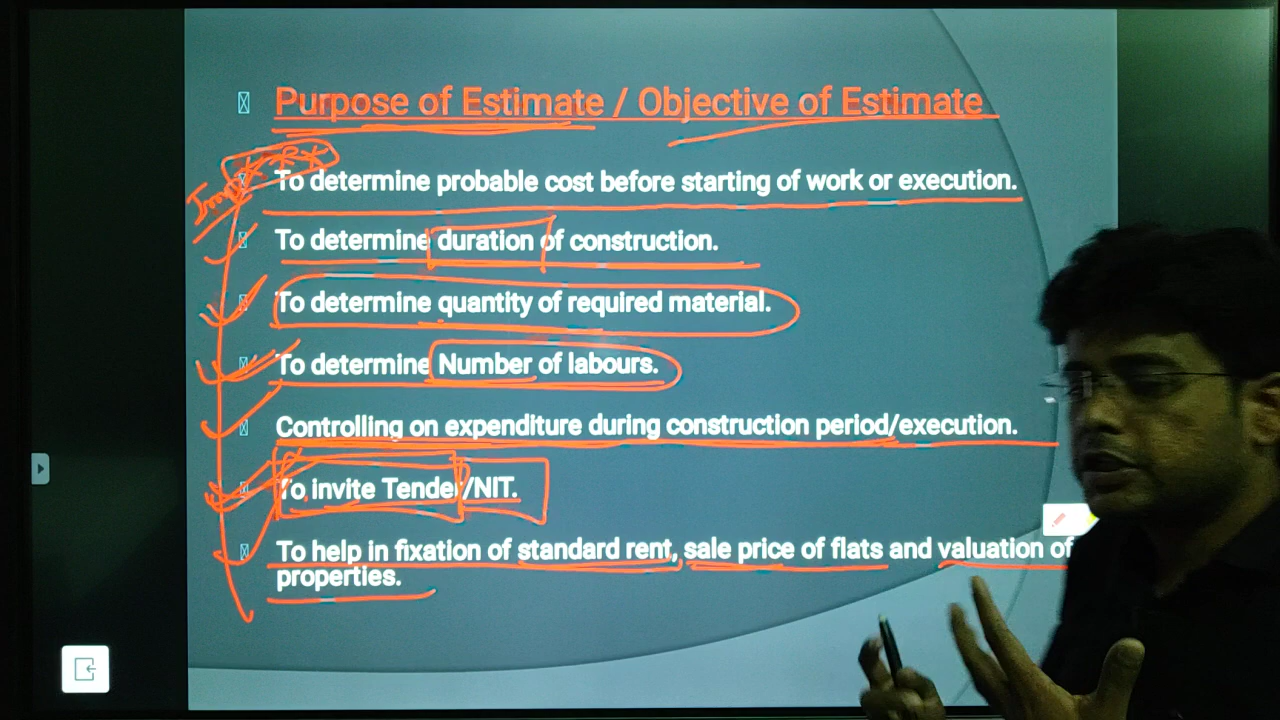 Purpose of Estimate / Objective of Estimate
Imp ***
To determine probable cost before starting of work or execution.
To determine duration of construction.
To determine quantity of required material.
To determine Number of labours.
Controlling on expenditure during construction period/execution.
To invite Tender/NIT.
To help in fixation of standard rent, sale price of flats and valuation of
properties.